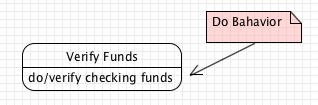 Do Bahavior
Verify Funds
do/verify checking funds